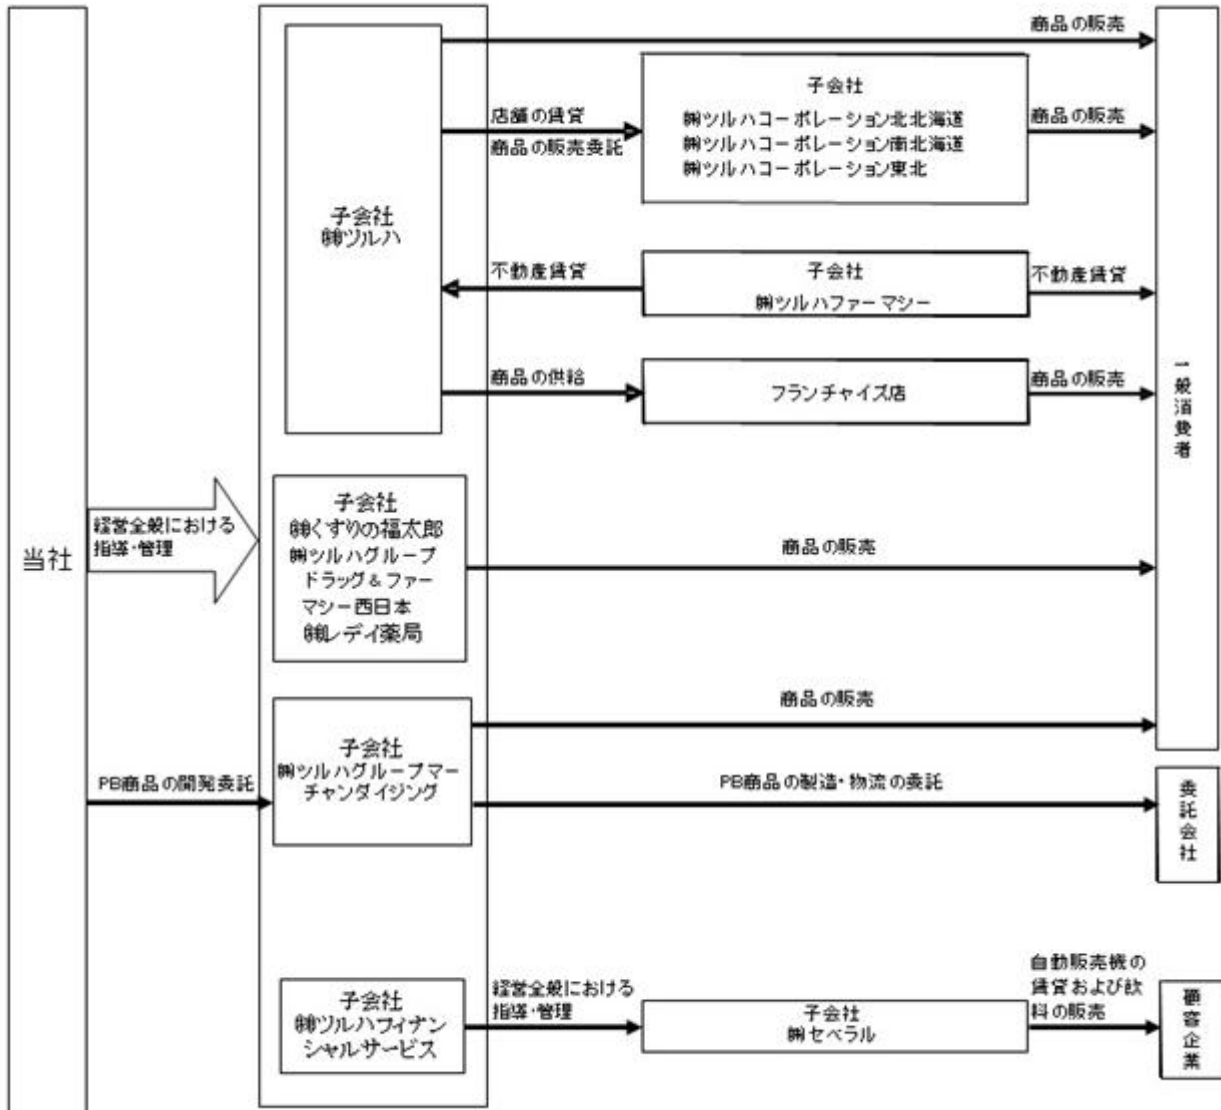 商品の販売
子会社
㈱ツルハコーポレーション北北海道
㈱ツルハコーポレーション南北海道
㈱ツルハコーポレーション東北
店舗の賃貸
商品の販売委託
商品の販売
子会社
㈱ツルハ
不動産賃貸
子会社
㈱ツルハファーマシー
不動産賃貸
商品の供給
フランチャイズ店
商品の販売
一般消費者
当社
経営全般における
指導・管理
子会社
㈱くすりの福太郎
㈱ツルハグループ
ドラッグ&ファー
マシー西日本
㈱レデイ薬局
商品の販売
商品の販売
子会社
㈱ツルハグループマー
チャンダイジング
PB商品の開発委託
PB商品の製造・物流の委託
委託会社
子会社
㈱ツルハフィナン
シャルサービス
経営全般における
指導・管理
子会社
㈱セベラル
自動販売機の
賃貸および飲
料の販売
顧客企業